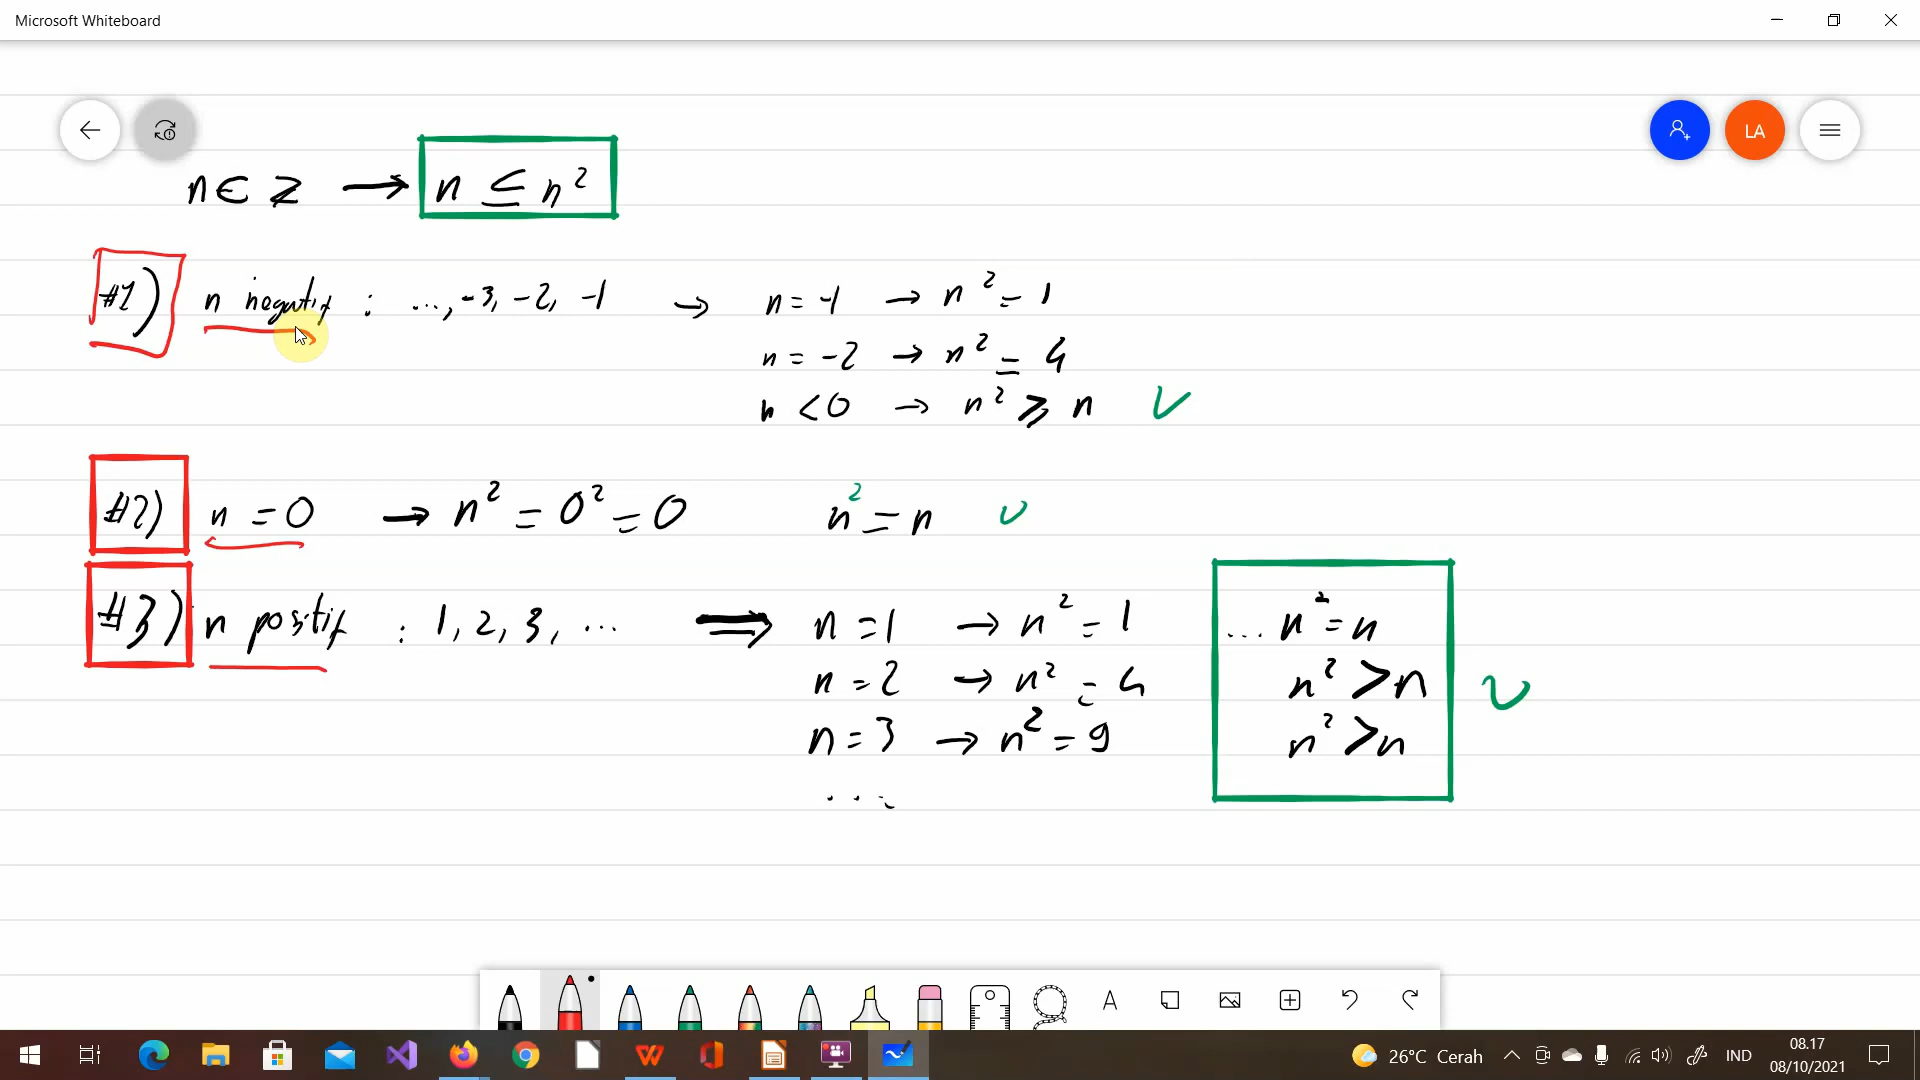 Microsoft Whiteboard
LA
n ∈ Z → n ≤ n²
#1) n negatif : ..., -3, -2, -1 → n = -1 → n² = 1
n = -2 → n² = 4
n < 0 → n² ⩾ n ✓
#2) n = 0 → n² = 0² = 0 n² = n ✓
#3) n positif : 1, 2, 3, ... ⟹ n = 1 → n² = 1 ... n² = n
n = 2 → n² = 4 n² > n ✓
n = 3 → n² = 9 n² > n
....
26°C Cerah
IND
08.17
08/10/2021